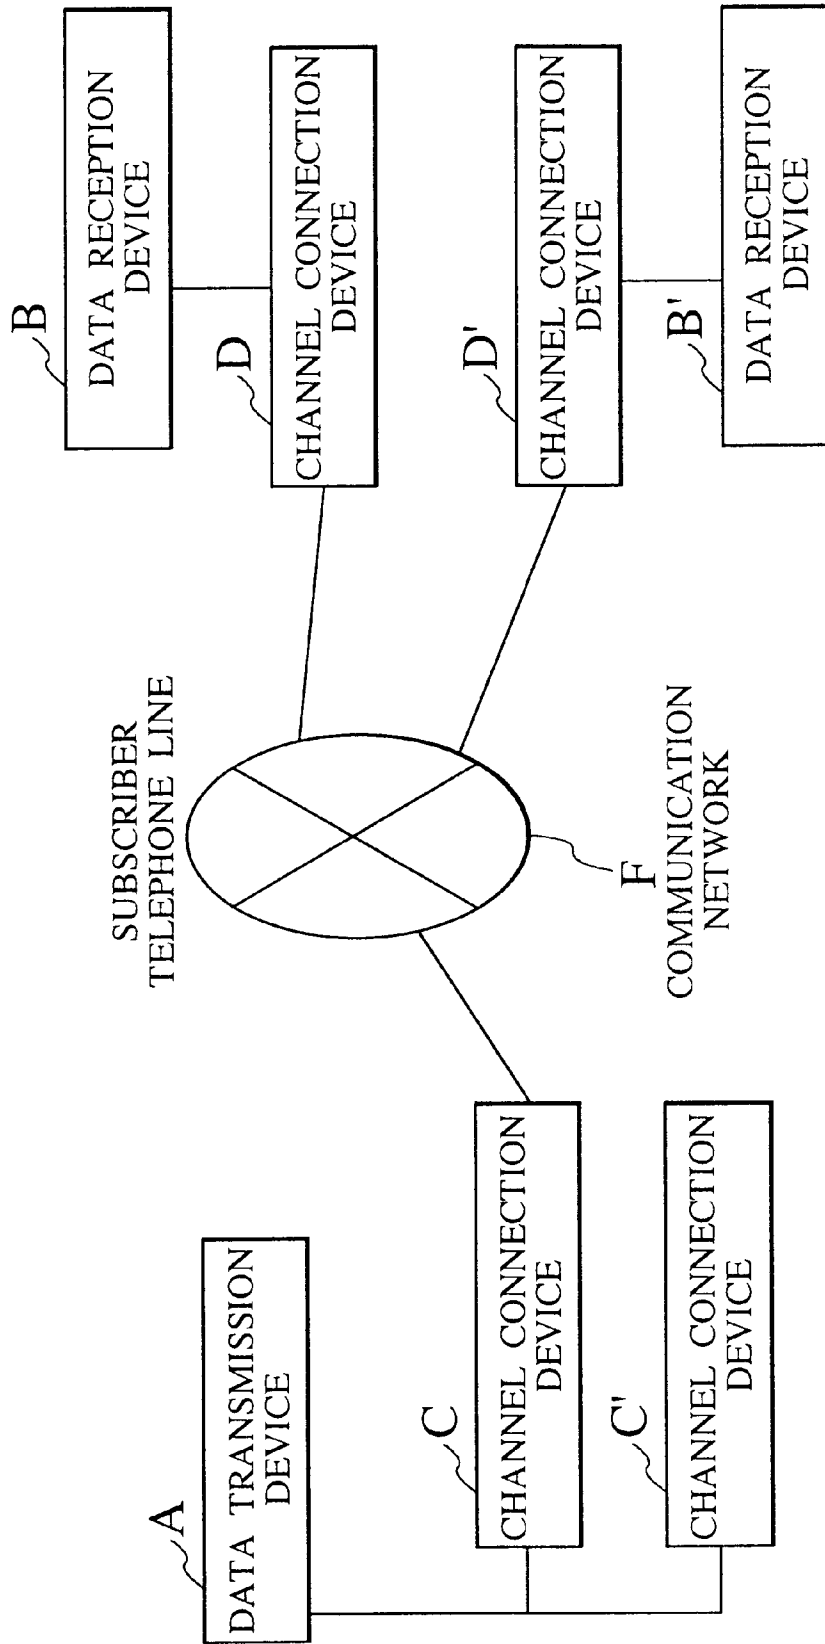 A
DATA TRANSMISSION
DEVICE
C
CHANNEL CONNECTION
DEVICE
C'
CHANNEL CONNECTION
DEVICE
SUBSCRIBER
TELEPHONE LINE
F
COMMUNICATION
NETWORK
B
DATA RECEPTION
DEVICE
D
CHANNEL CONNECTION
DEVICE
D'
CHANNEL CONNECTION
DEVICE
B'
DATA RECEPTION
DEVICE